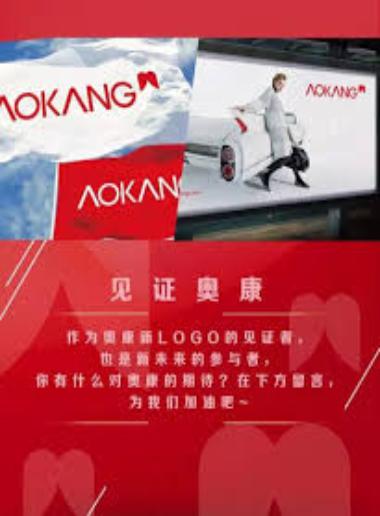 AOKANG
AOKANG
AOKAN
见证奥康
作为奥康新LOGO的见证者，
也是新未来的参与者，
你有什么对奥康的期待？在下方留言，
为我们加油吧~